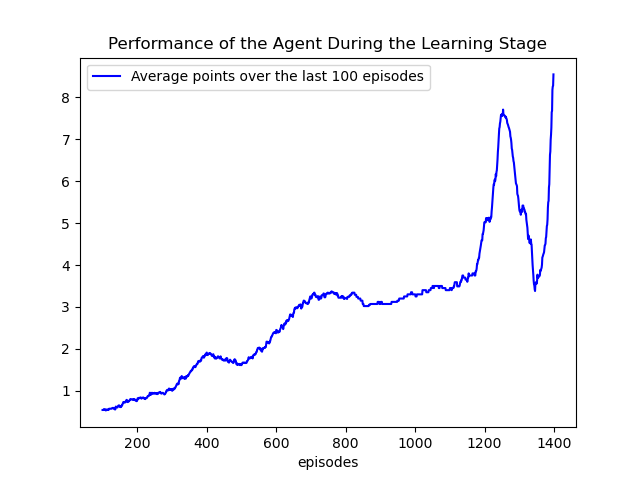 Performance of the Agent During the Learning Stage
Average points over the last 100 episodes
8
7
6
5
4
3
2
1
200 400 600 800 1000 1200 1400
episodes